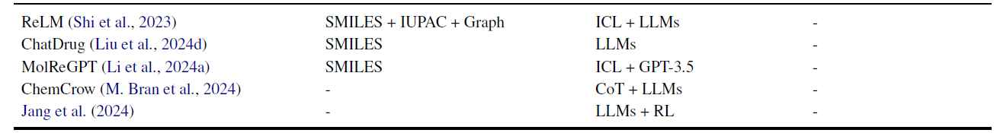 ReLM (Shi et al., 2023) SMILES + IUPAC + Graph ICL + LLMs -
ChatDrug (Liu et al., 2024d) SMILES LLMs -
MolReGPT (Li et al., 2024a) SMILES ICL + GPT-3.5 -
ChemCrow (M. Bran et al., 2024) - CoT + LLMs -
Jang et al. (2024) - LLMs + RL -